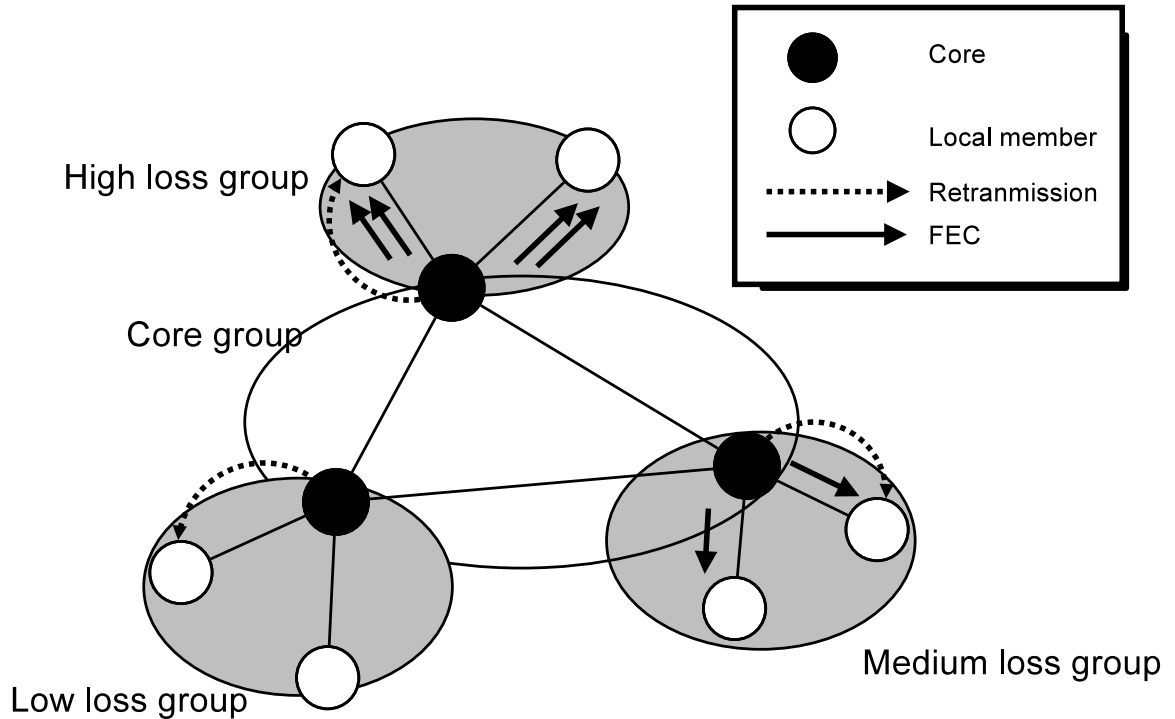 Core
Local member
High loss group
Retranmission
FEC
Core group
Medium loss group
Low loss group